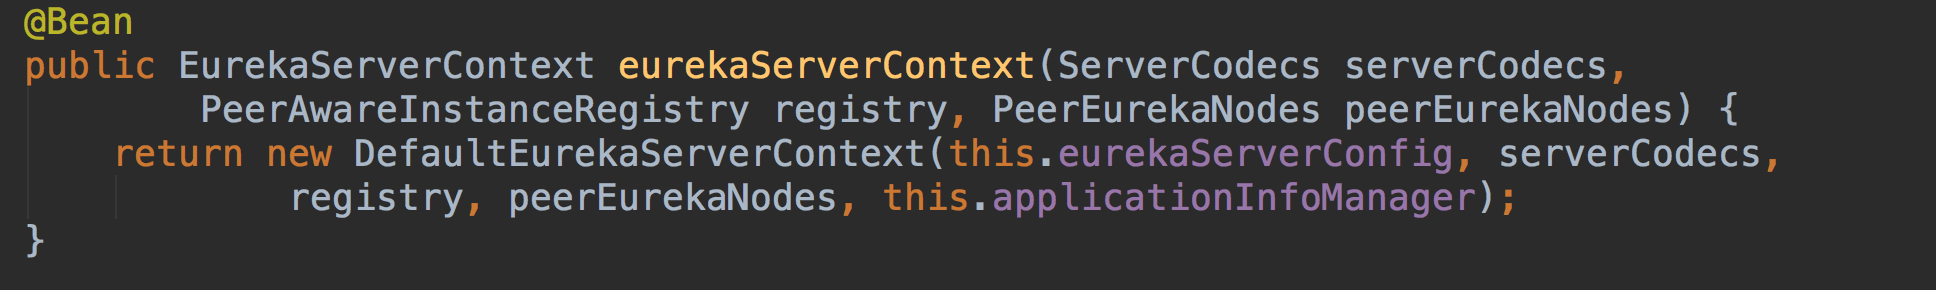 @Bean
public EurekaServerContext eurekaServerContext(ServerCodecs serverCodecs,
PeerAwareInstanceRegistry registry, PeerEurekaNodes peerEurekaNodes) {
return new DefaultEurekaServerContext(this.eurekaServerConfig, serverCodecs,
registry, peerEurekaNodes, this.applicationInfoManager);
}